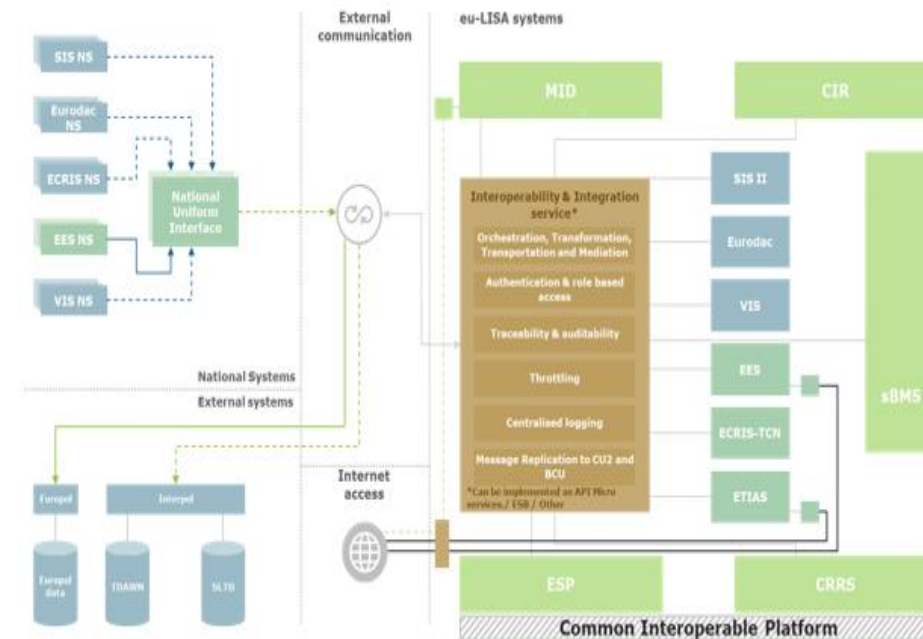 External
communication
eu-LISA systems
SIS NS
Eurodac
NS
ECRIS NS
EES NS
VIS NS
National
Uniform
Interface
National Systems
External systems
Europol
Interpol
Europol
data
TDAWN
SLTD
Internet
access
MID
CIR
Interoperability & Integration
service*
Orchestration, Transformation,
Transportation and Mediation
Authentication & role based
access
Traceability & auditability
Throttling
Centralised logging
Message Replication to CU2 and
BCU
*Can be implemented as API Micro
services / ESB / Other
SIS II
Eurodac
VIS
EES
ECRIS-TCN
ETIAS
sBMS
ESP
CRRS
Common Interoperable Platform